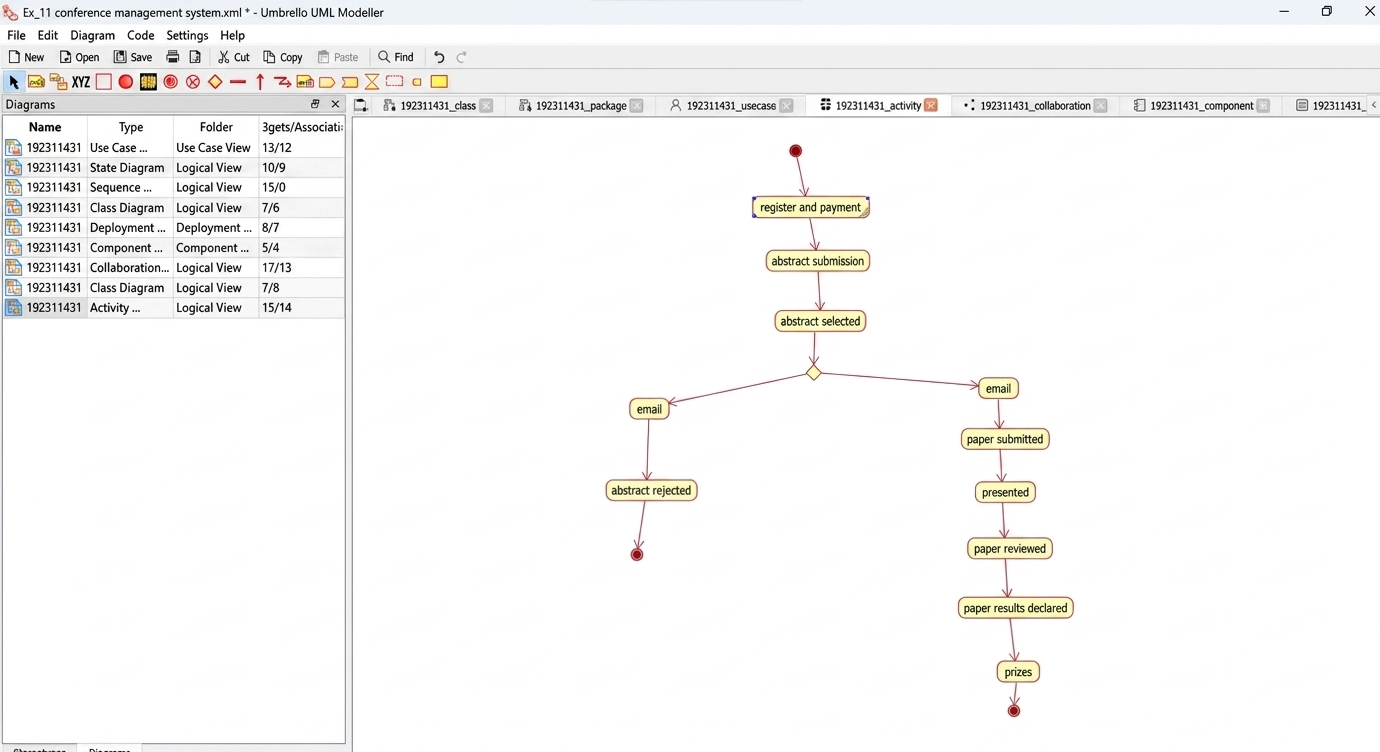 Ex_11 conference management system.xml * - Umbrello UML Modeller
File Edit Diagram Code Settings Help
New Open Save Cut Copy Paste Find
XYZ
Diagrams
192311431_class 192311431_package 192311431_usecase 192311431_activity 192311431_collaboration 192311431_component 192311431_
Name Type Folder 3gets/Associati
192311431 Use Case ... Use Case View 13/12
192311431 State Diagram Logical View 10/9
192311431 Sequence ... Logical View 15/0
192311431 Class Diagram Logical View 7/6
192311431 Deployment ... Deployment ... 8/7
192311431 Component ... Component ... 5/4
192311431 Collaboration... Logical View 17/13
192311431 Class Diagram Logical View 7/8
192311431 Activity ... Logical View 15/14
register and payment
abstract submission
abstract selected
email
email
paper submitted
abstract rejected
presented
paper reviewed
paper results declared
prizes
Diagrams